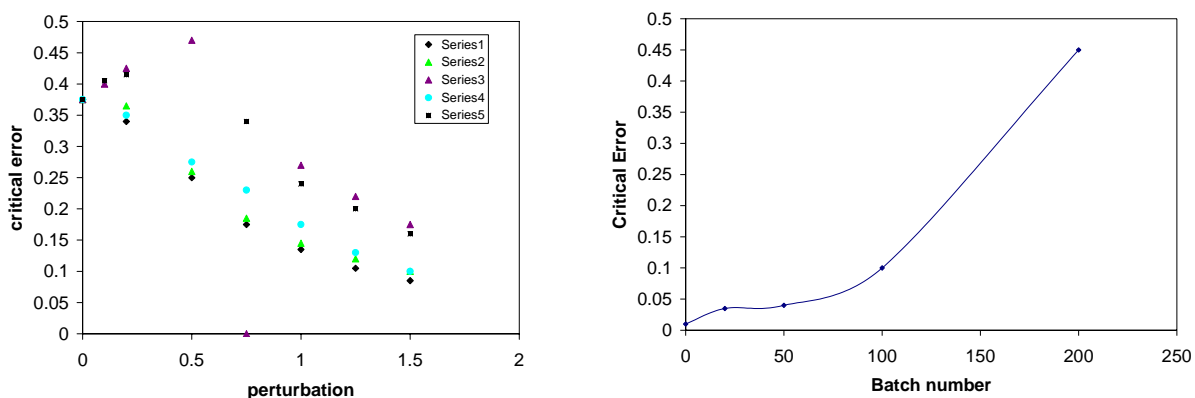 0.5
0.45
0.4
0.35
0.3
0.25
0.2
0.15
0.1
0.05
0
critical error
0 0.5 1 1.5 2
perturbation
Series1
Series2
Series3
Series4
Series5
0.5
0.45
0.4
0.35
0.3
0.25
0.2
0.15
0.1
0.05
0
Critical Error
0 50 100 150 200 250
Batch number